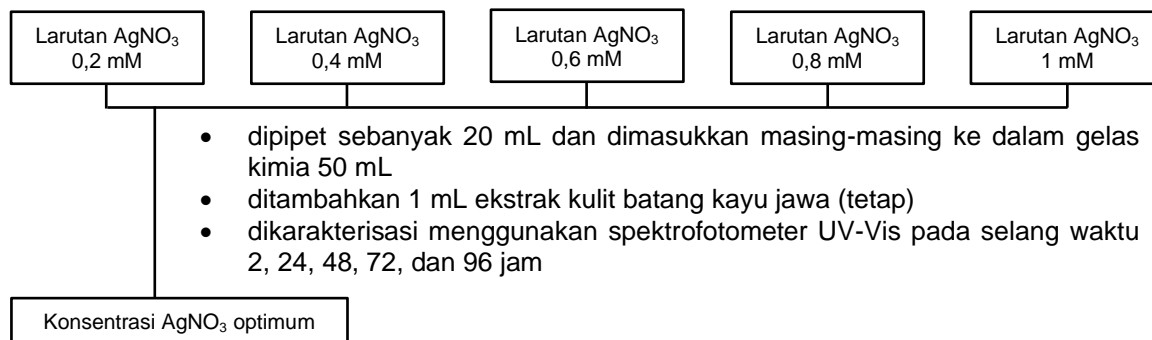 Larutan AgNO₃
0,2 mM
Larutan AgNO₃
0,4 mM
Larutan AgNO₃
0,6 mM
Larutan AgNO₃
0,8 mM
Larutan AgNO₃
1 mM
• dipipet sebanyak 20 mL dan dimasukkan masing-masing ke dalam gelas
kimia 50 mL
• ditambahkan 1 mL ekstrak kulit batang kayu jawa (tetap)
• dikarakterisasi menggunakan spektrofotometer UV-Vis pada selang waktu
2, 24, 48, 72, dan 96 jam
Konsentrasi AgNO₃ optimum